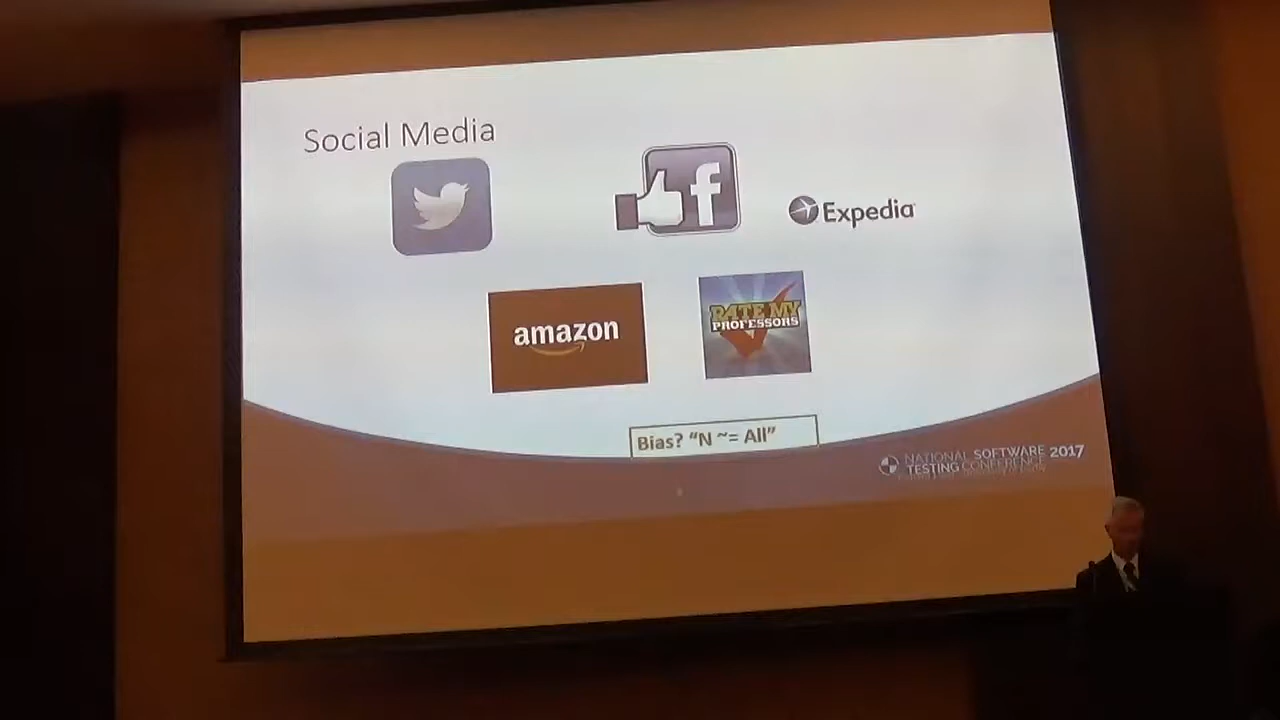 Social Media
f
Expedia
amazon
RATE MY
PROFESSORS
Bias? “N ~= All”
NATIONAL SOFTWARE 2017
TESTING CONFERENCE